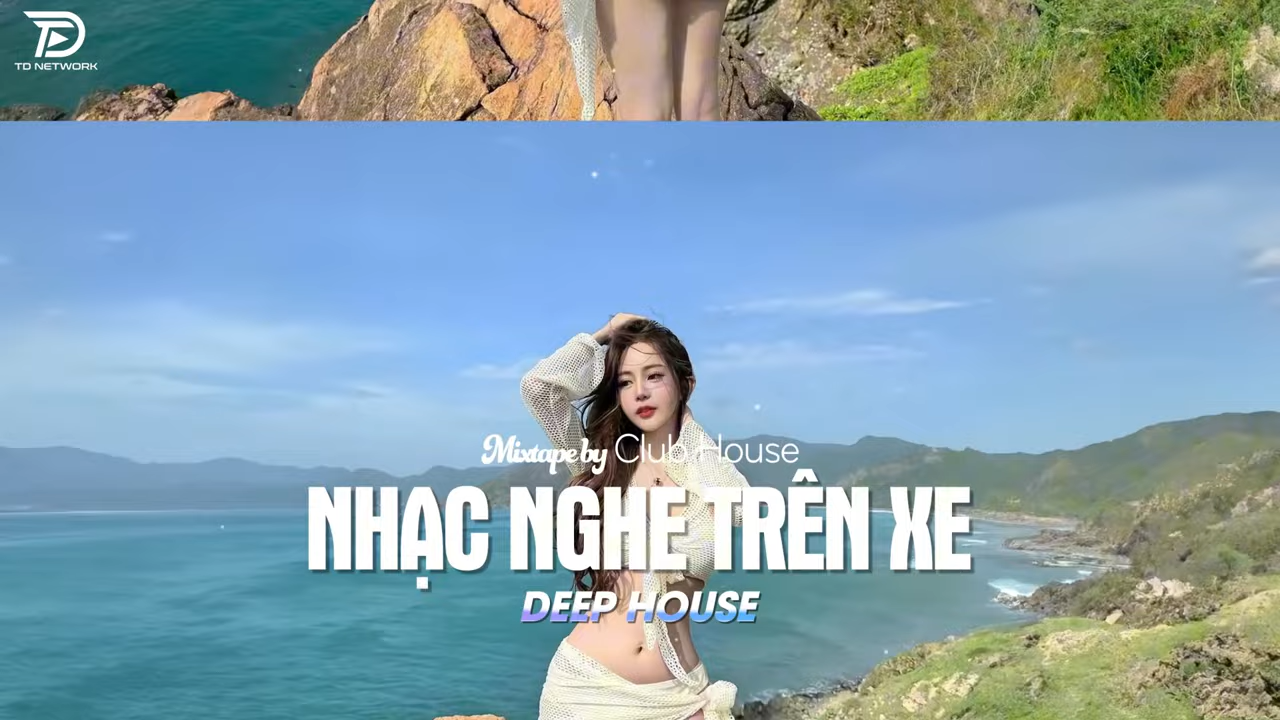 TD NETWORK
Mixtape by Club House
NHẠC NGHE TRÊN XE
DEEP HOUSE